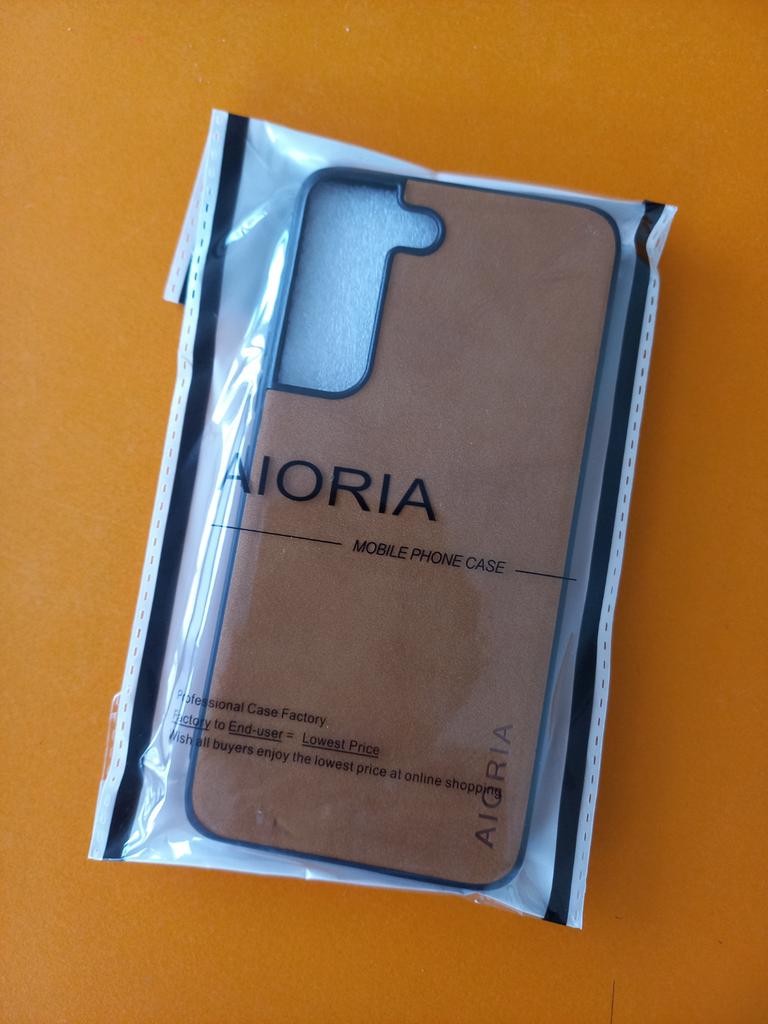 AIORIA
MOBILE PHONE CASE
Professional Case Factory
Factory to End-user = Lowest Price
Wish all buyers enjoy the lowest price at online shopping
AIORIA